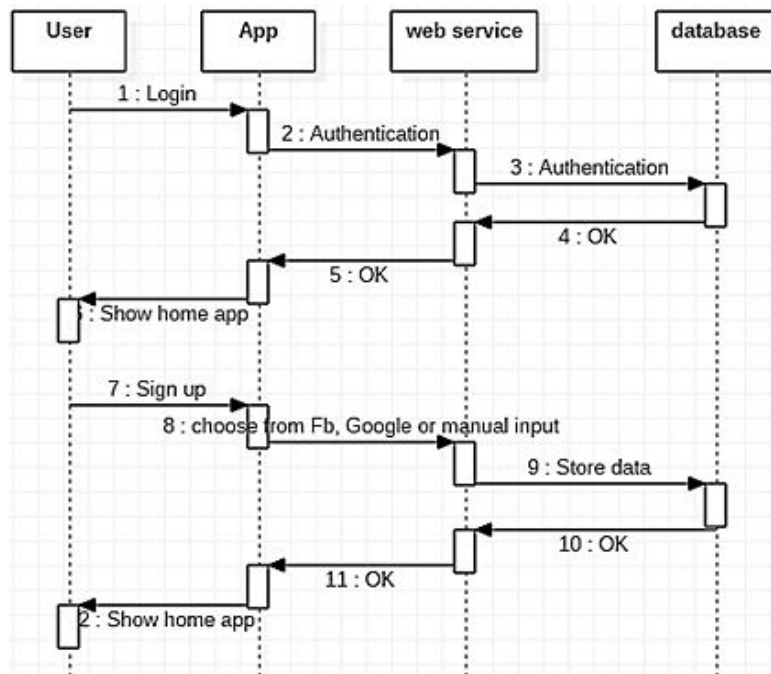 User
App
web service
database
1 : Login
2 : Authentication
3 : Authentication
4 : OK
5 : OK
: Show home app
7 : Sign up
8 : choose from Fb, Google or manual input
9 : Store data
10 : OK
11 : OK
2 : Show home app